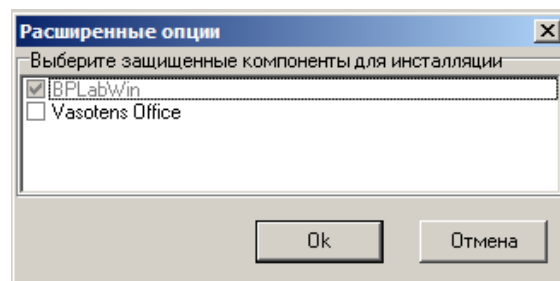 Расширенные опции
Выберите защищенные компоненты для инсталляции
BPLabWin
Vasotens Office
Ok
Отмена